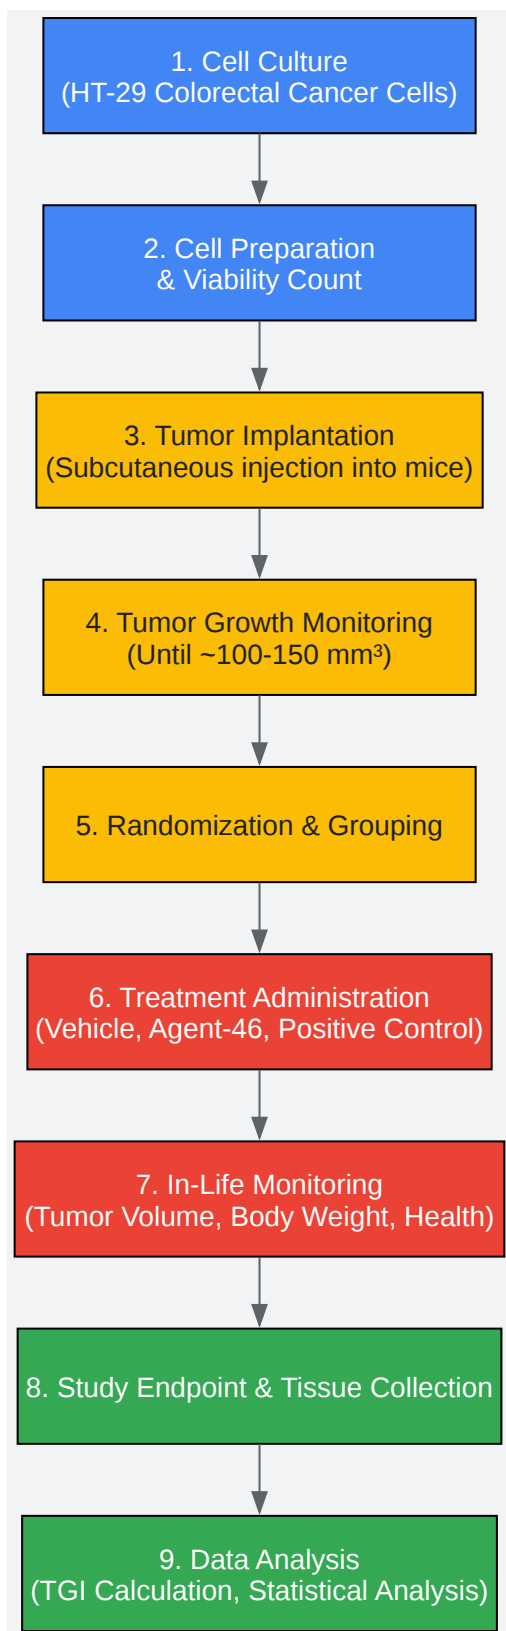 1. Cell Culture
(HT-29 Colorectal Cancer Cells)
2. Cell Preparation
& Viability Count
3. Tumor Implantation
(Subcutaneous injection into mice)
4. Tumor Growth Monitoring
(Until ~100-150 mm³)
5. Randomization & Grouping
6. Treatment Administration
(Vehicle, Agent-46, Positive Control)
7. In-Life Monitoring
(Tumor Volume, Body Weight, Health)
8. Study Endpoint & Tissue Collection
9. Data Analysis
(TGI Calculation, Statistical Analysis)